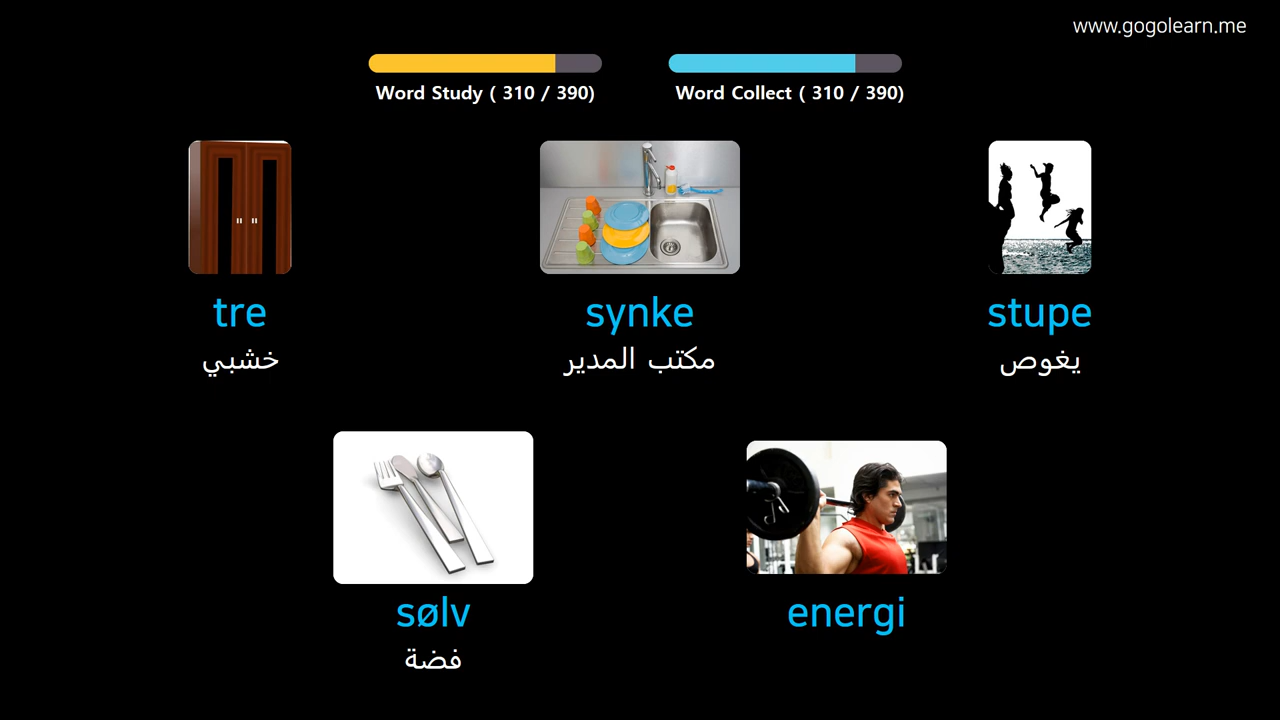 www.gogolearn.me
Word Study ( 310 / 390)
Word Collect ( 310 / 390)
tre
خشبي
synke
مكتب المدير
stupe
يغوص
sølv
فضة
energi